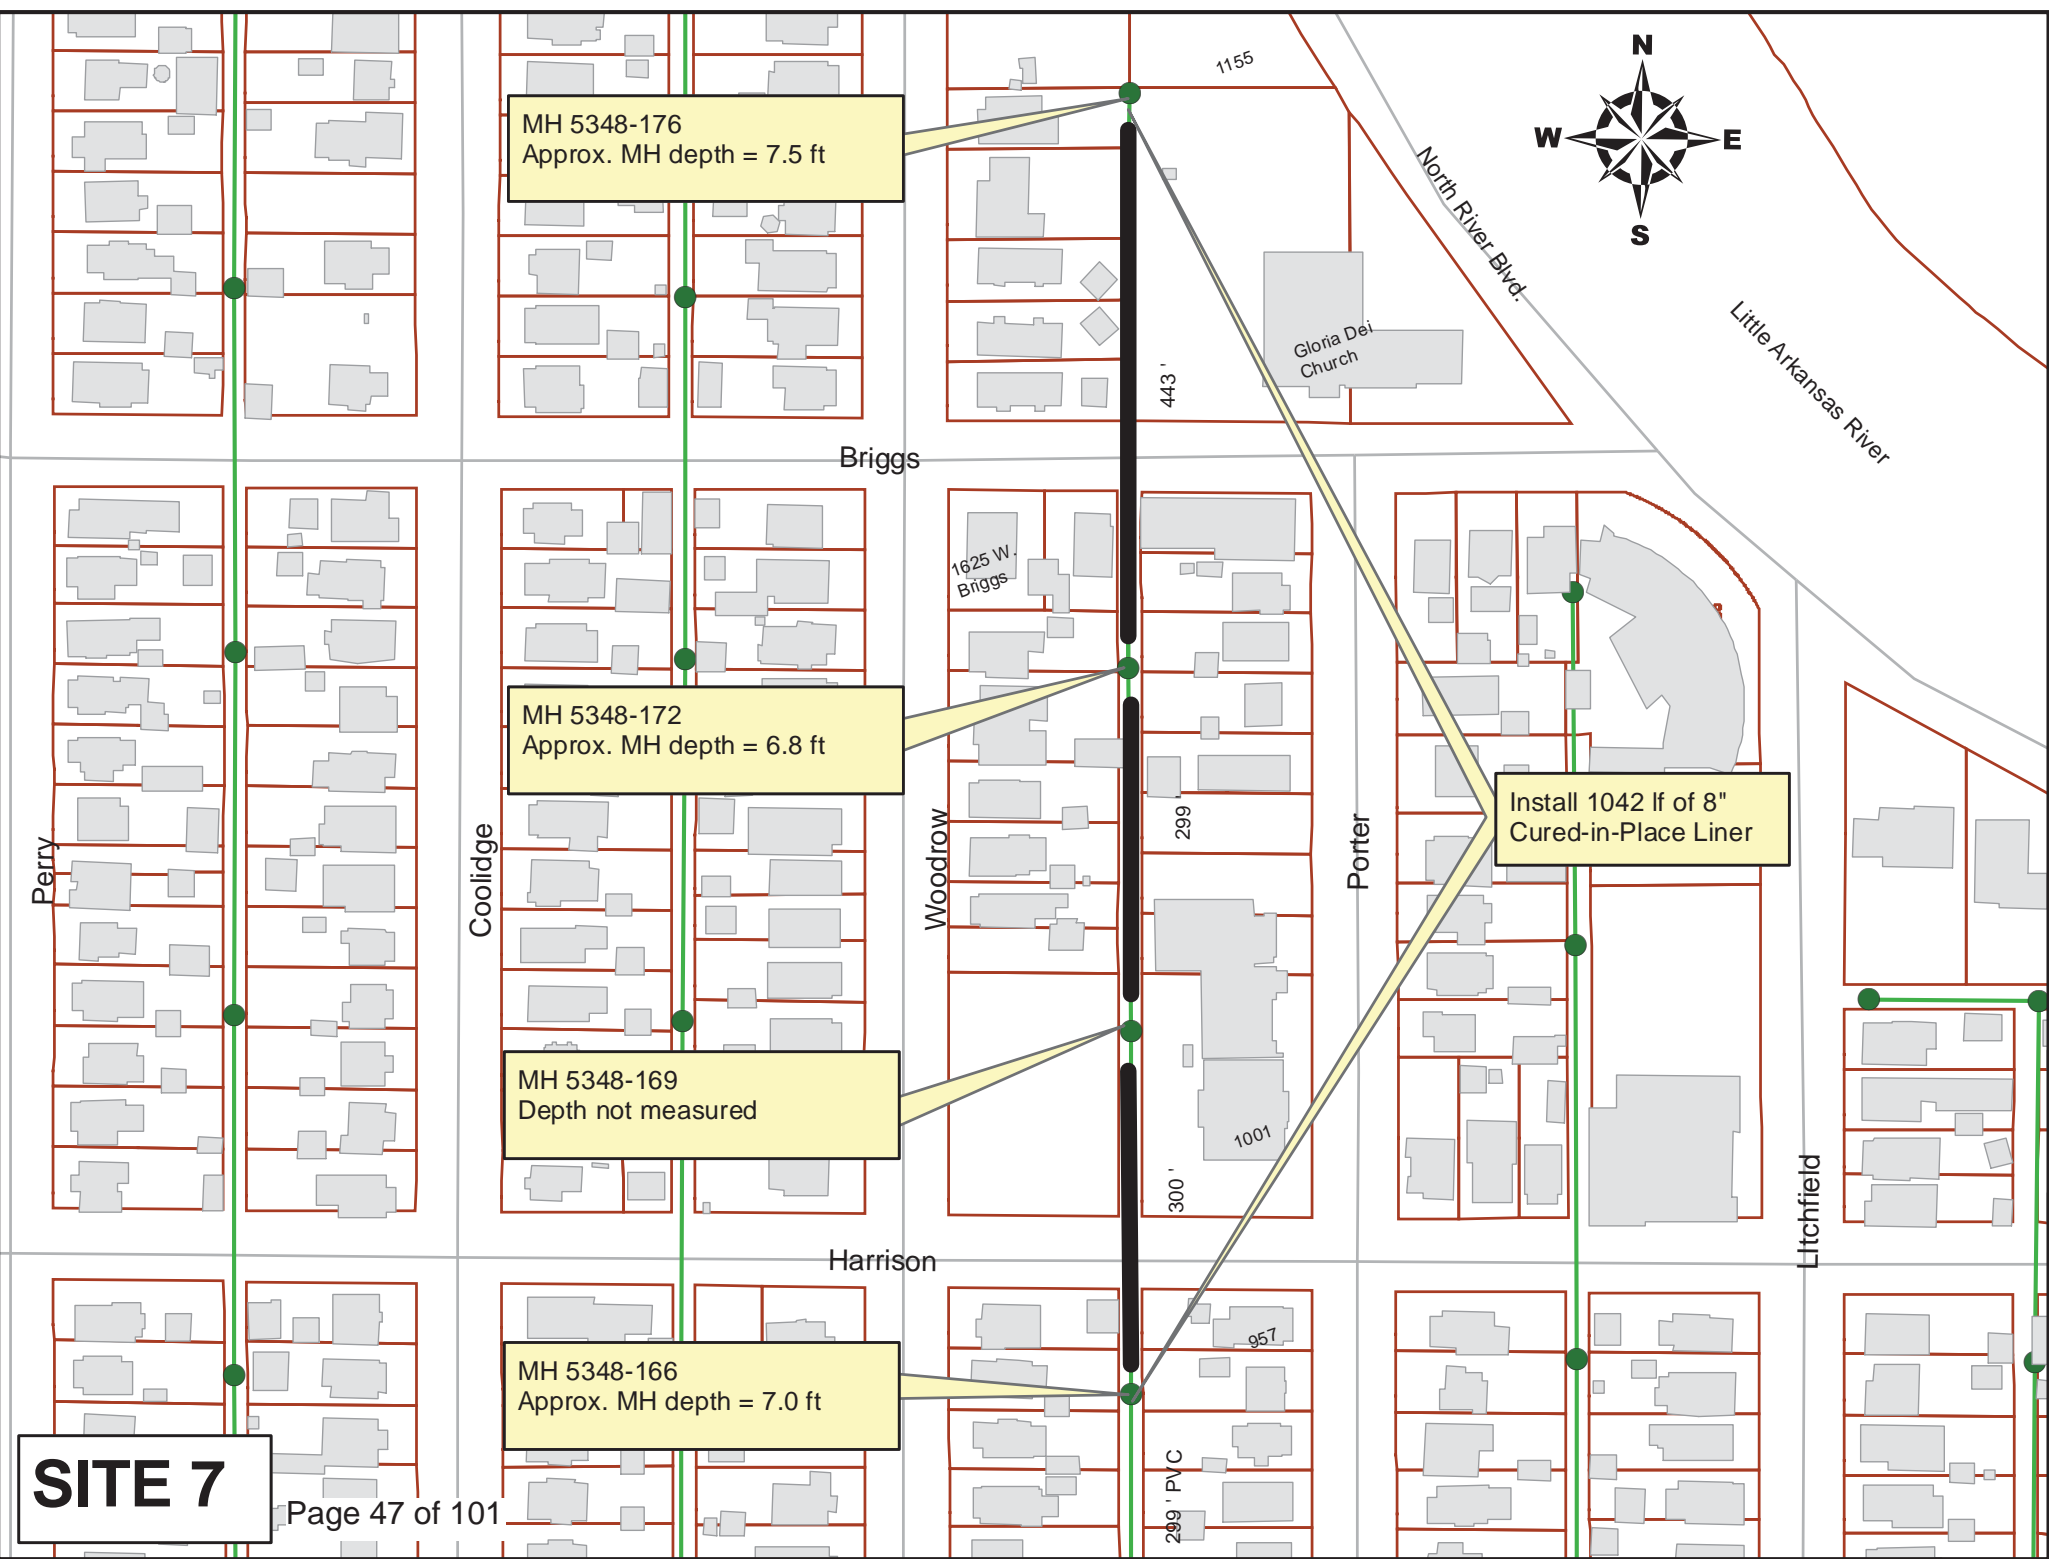 1155
N
W
E
S
MH 5348-176
Approx. MH depth = 7.5 ft
North River Blvd.
Little Arkansas River
Gloria Dei
Church
443 '
Briggs
1625 W.
Briggs
MH 5348-172
Approx. MH depth = 6.8 ft
Install 1042 lf of 8"
Cured-in-Place Liner
299 '
Perry
Coolidge
Woodrow
Porter
MH 5348-169
Depth not measured
1001
300 '
LItchfield
Harrison
957
MH 5348-166
Approx. MH depth = 7.0 ft
299 ' PVC
SITE 7
Page 47 of 101